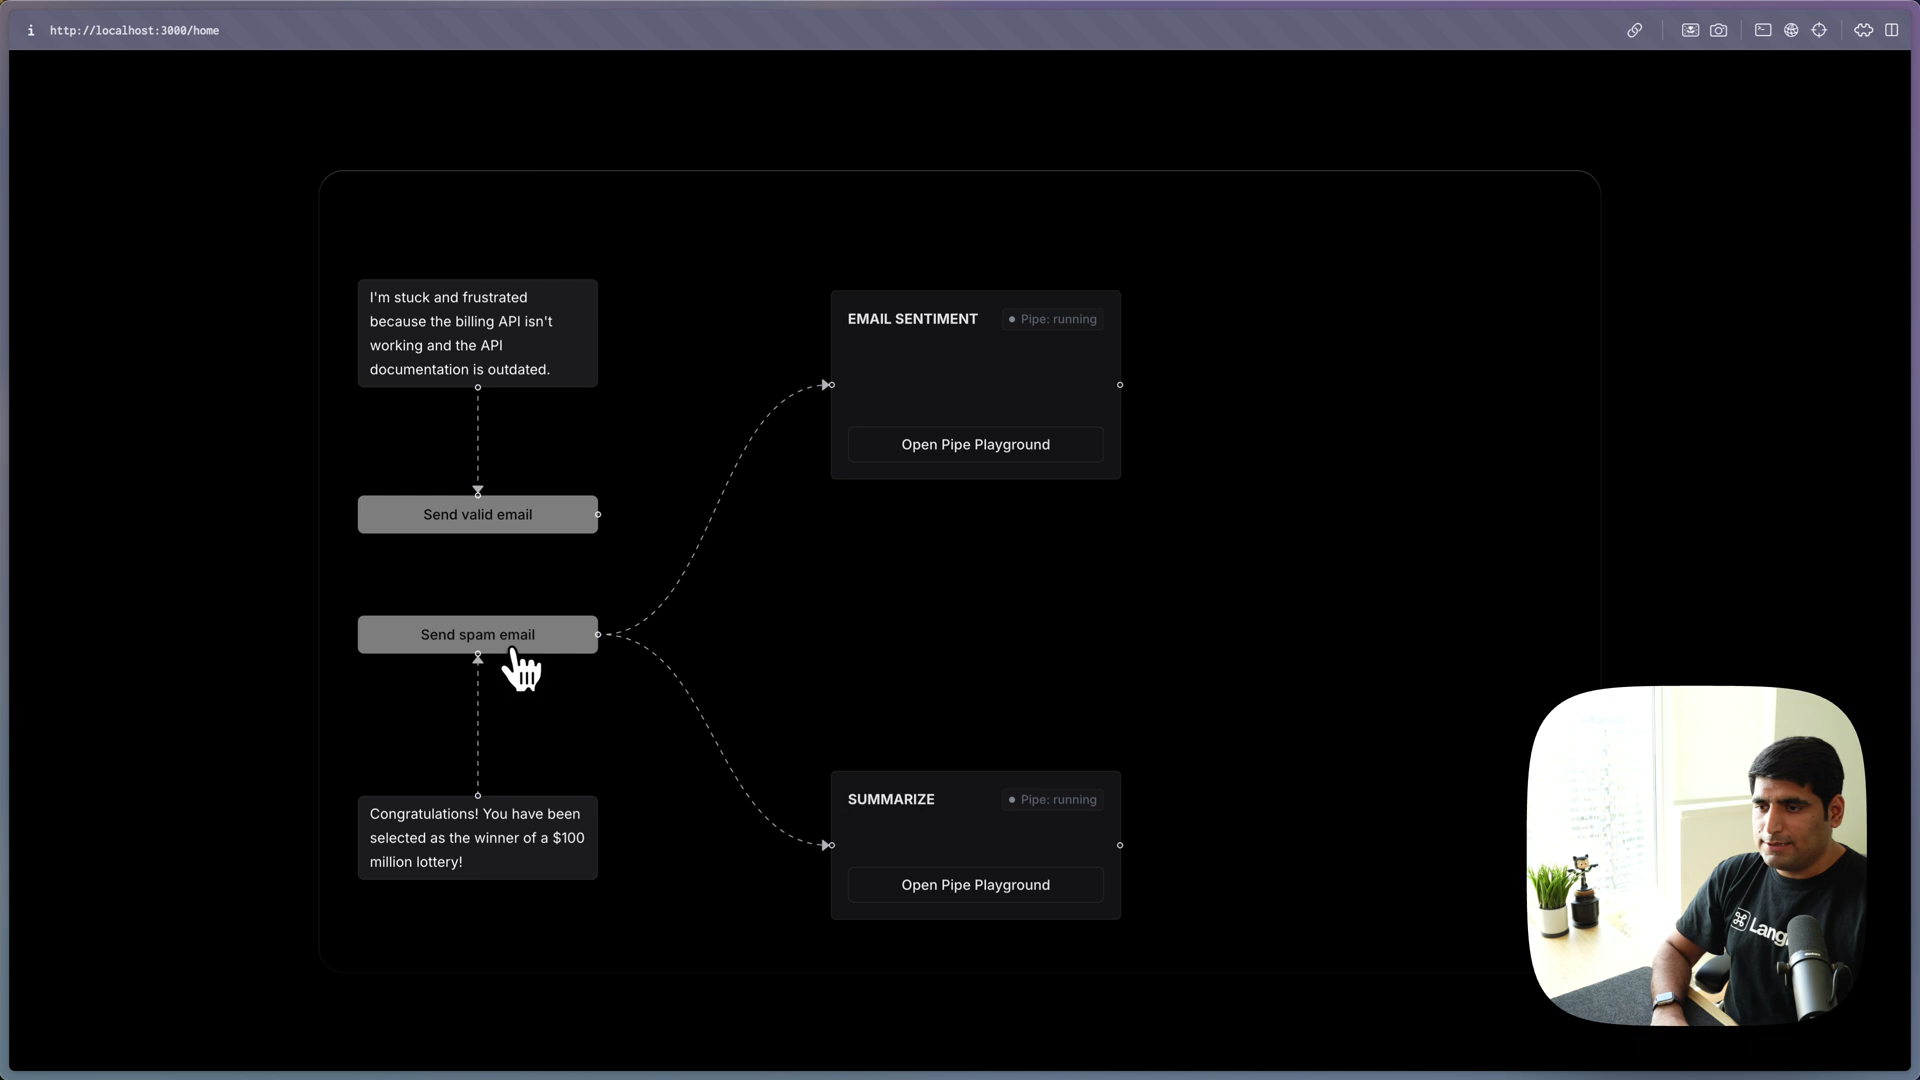 i http://localhost:3000/home
I'm stuck and frustrated
because the billing API isn't
working and the API
documentation is outdated.
Send valid email
Send spam email
Congratulations! You have been
selected as the winner of a $100
million lottery!
EMAIL SENTIMENT
Pipe: running
Open Pipe Playground
SUMMARIZE
Pipe: running
Open Pipe Playground
⌘ Lang